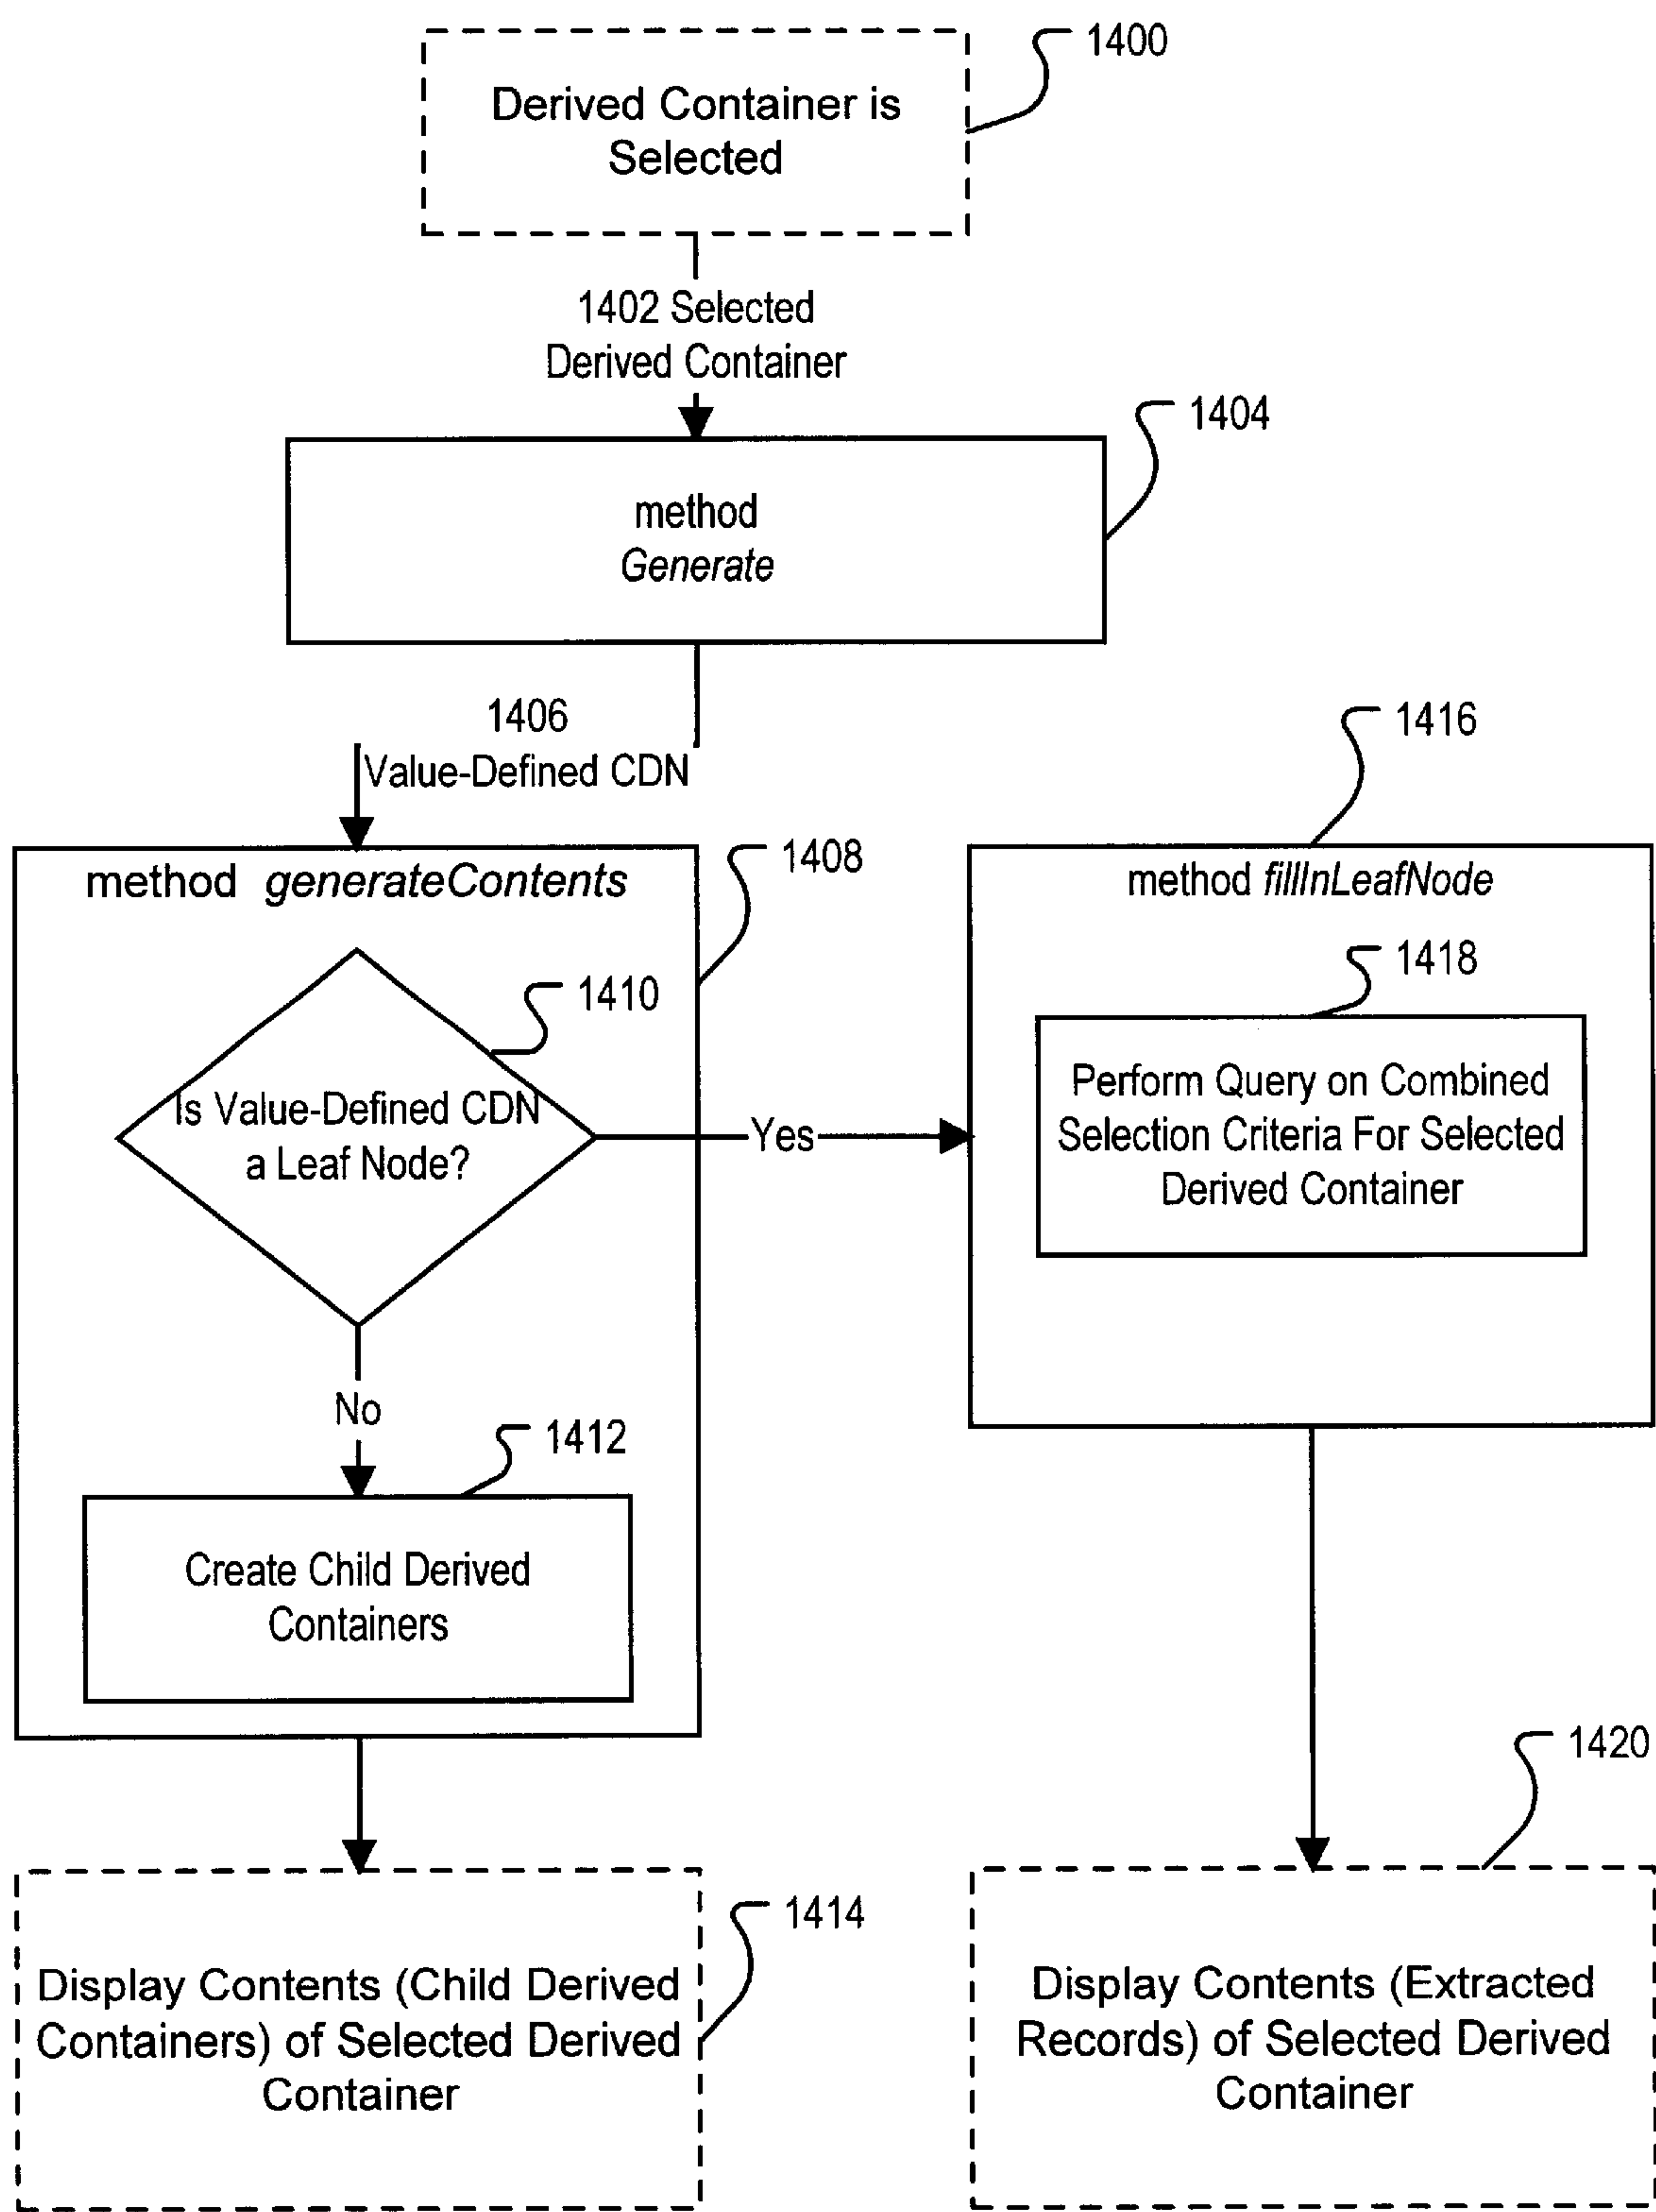 1400
Derived Container is
Selected
1402 Selected
Derived Container
1404
method
Generate
1406
Value-Defined CDN
1408
method generateContents
1410
Is Value-Defined CDN
a Leaf Node?
Yes
No
1412
Create Child Derived
Containers
1416
method fillInLeafNode
1418
Perform Query on Combined
Selection Criteria For Selected
Derived Container
1414
Display Contents (Child Derived
Containers) of Selected Derived
Container
1420
Display Contents (Extracted
Records) of Selected Derived
Container